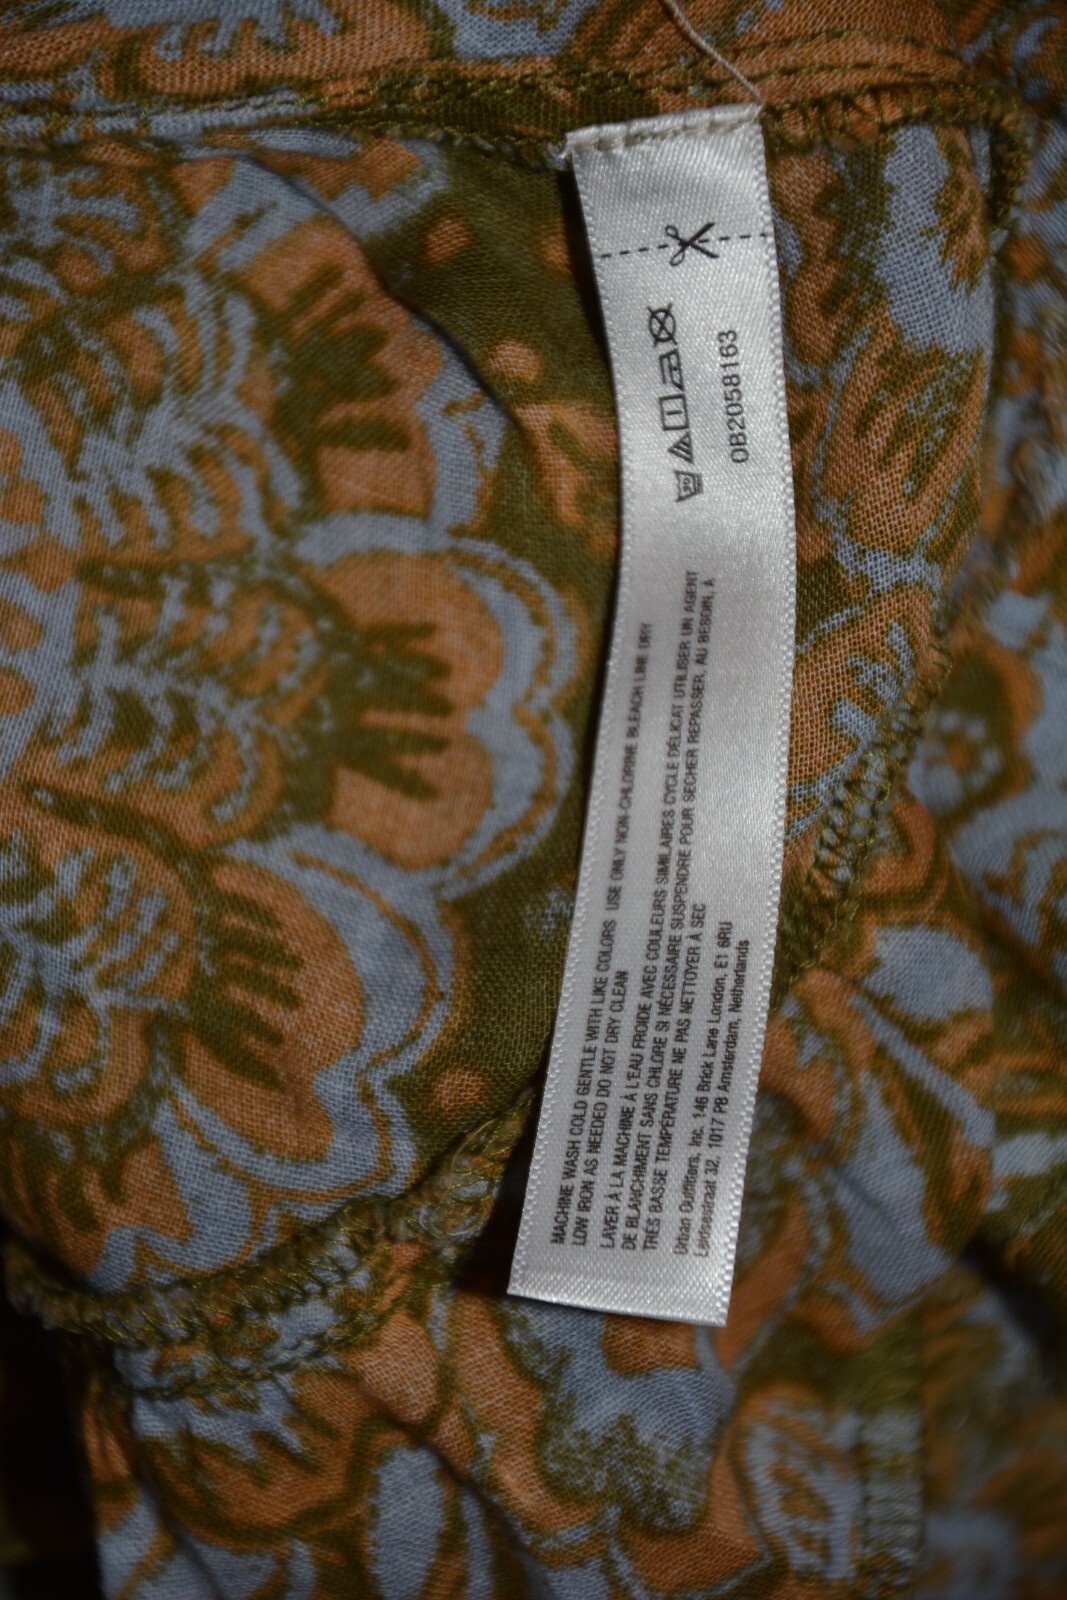 MACHINE WASH COLD GENTLE WITH LIKE COLORS USE ONLY NON-CHLORINE BLEACH LINE DRY
LOW IRON AS NEEDED DO NOT DRY CLEAN
LAVER À LA MACHINE À L'EAU FROIDE AVEC COULEURS SIMILAIRES CYCLE DÉLICAT UTILISER UN AGENT
DE BLANCHIMENT SANS CHLORE SI NÉCESSAIRE SUSPENDRE POUR SÉCHER REPASSER, AU BESOIN, À
TRÈS BASSE TEMPÉRATURE NE PAS NETTOYER À SEC
Urban Outfitters, Inc. 146 Brick Lane London, E1 6RU
Leidsestraat 32, 1017 PB Amsterdam, Netherlands
OB2058163